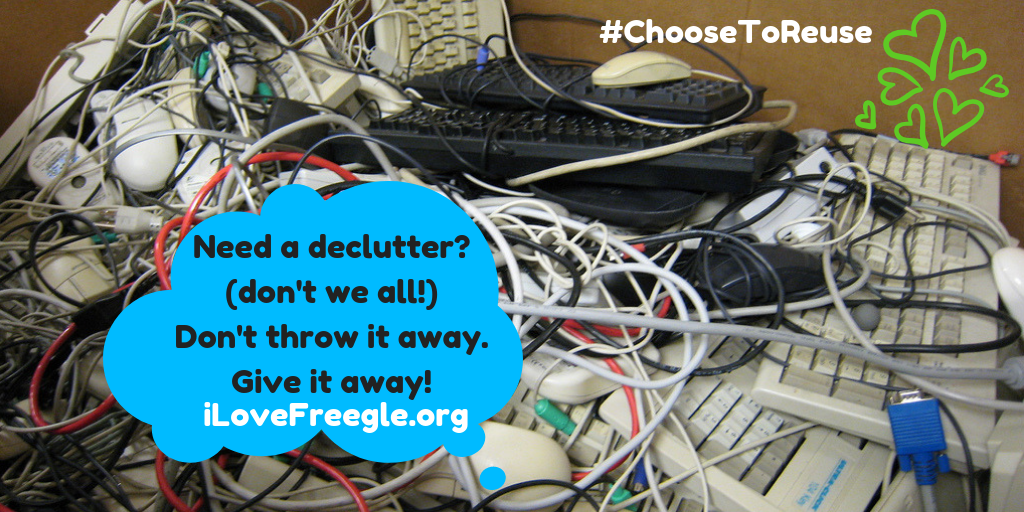 #ChooseToReuse
Need a declutter?
(don't we all!)
Don't throw it away.
Give it away!
iLoveFreegle.org